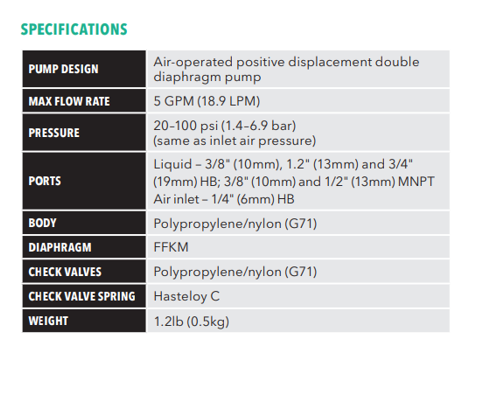 SPECIFICATIONS
PUMP DESIGN
Air-operated positive displacement double
diaphragm pump
MAX FLOW RATE
5 GPM (18.9 LPM)
PRESSURE
20–100 psi (1.4–6.9 bar)
(same as inlet air pressure)
PORTS
Liquid – 3/8" (10mm), 1.2" (13mm) and 3/4"
(19mm) HB; 3/8" (10mm) and 1/2" (13mm) MNPT
Air inlet – 1/4" (6mm) HB
BODY
Polypropylene/nylon (G71)
DIAPHRAGM
FFKM
CHECK VALVES
Polypropylene/nylon (G71)
CHECK VALVE SPRING
Hasteloy C
WEIGHT
1.2lb (0.5kg)